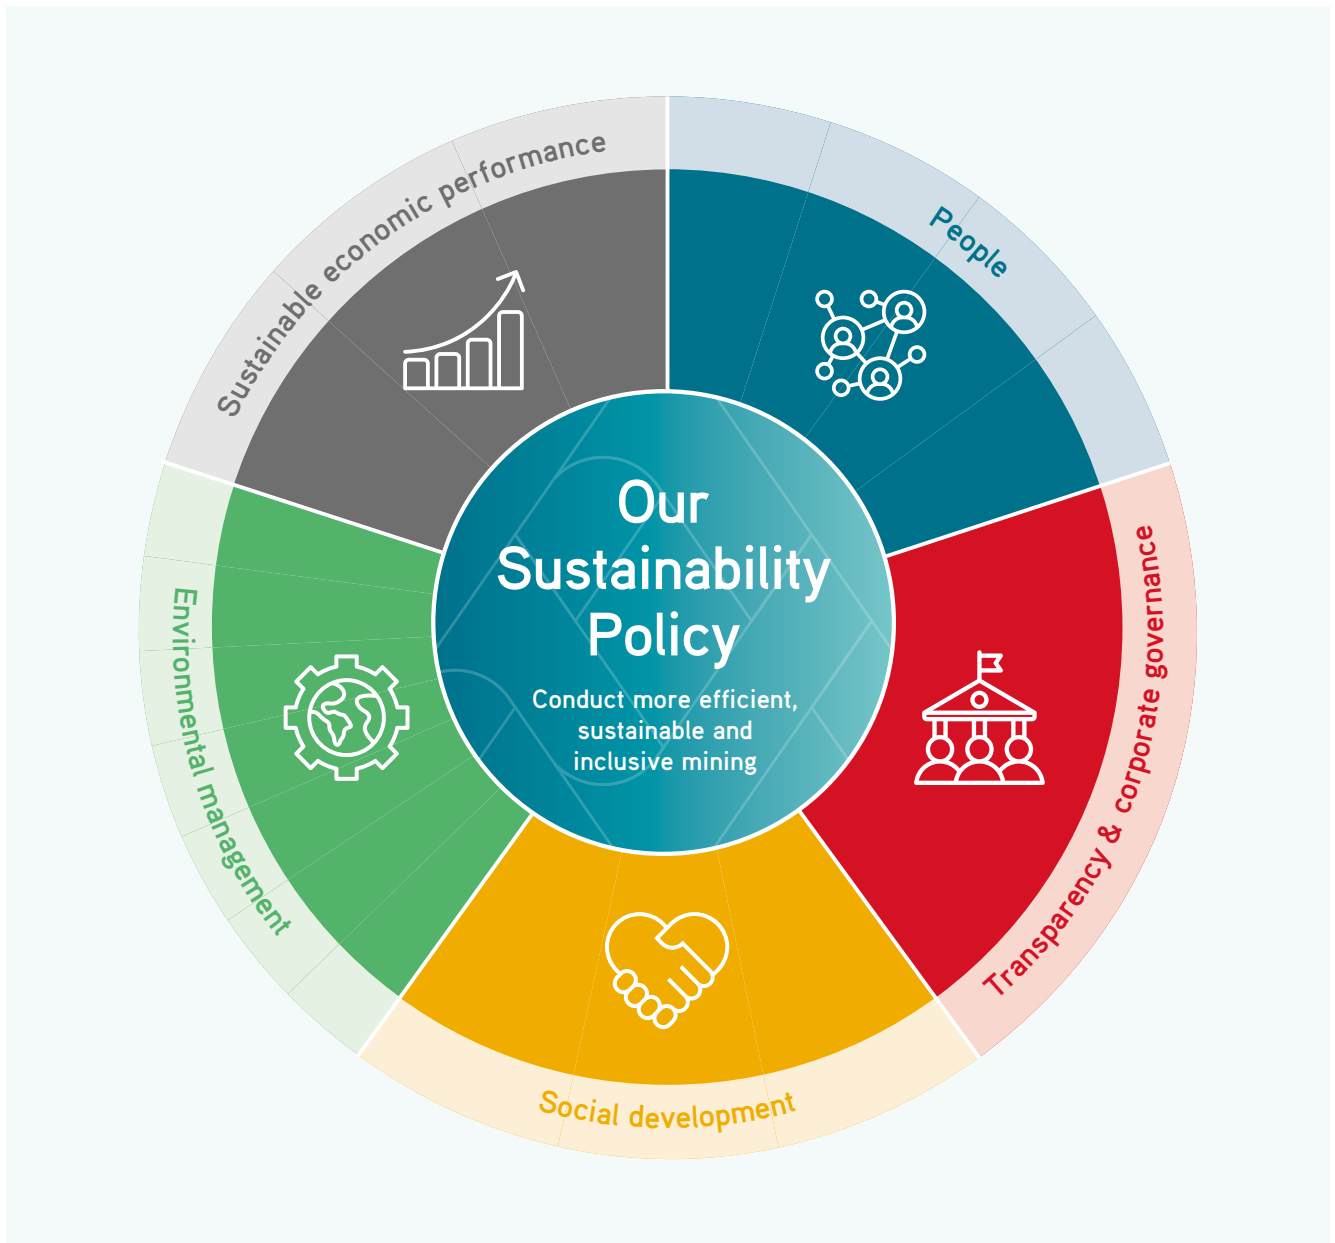 Sustainable economic performance
People
Our
Sustainability
Policy
Conduct more efficient,
sustainable and
inclusive mining
Environmental management
Transparency & corporate governance
Social development